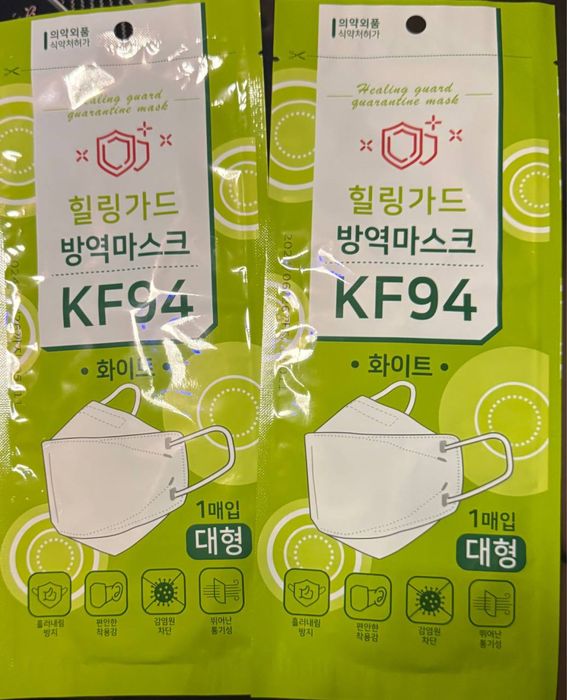 의약외품
식약처허가
Healing guard
quarantine mask
힐링가드
방역마스크
KF94
• 화이트 •
1매입
대형
흘러내림
방지
편안한
착용감
감염원
차단
뛰어난
통기성
의약외품
식약처허가
Healing guard
quarantine mask
힐링가드
방역마스크
KF94
• 화이트 •
1매입
대형
흘러내림
방지
편안한
착용감
감염원
차단
뛰어난
통기성